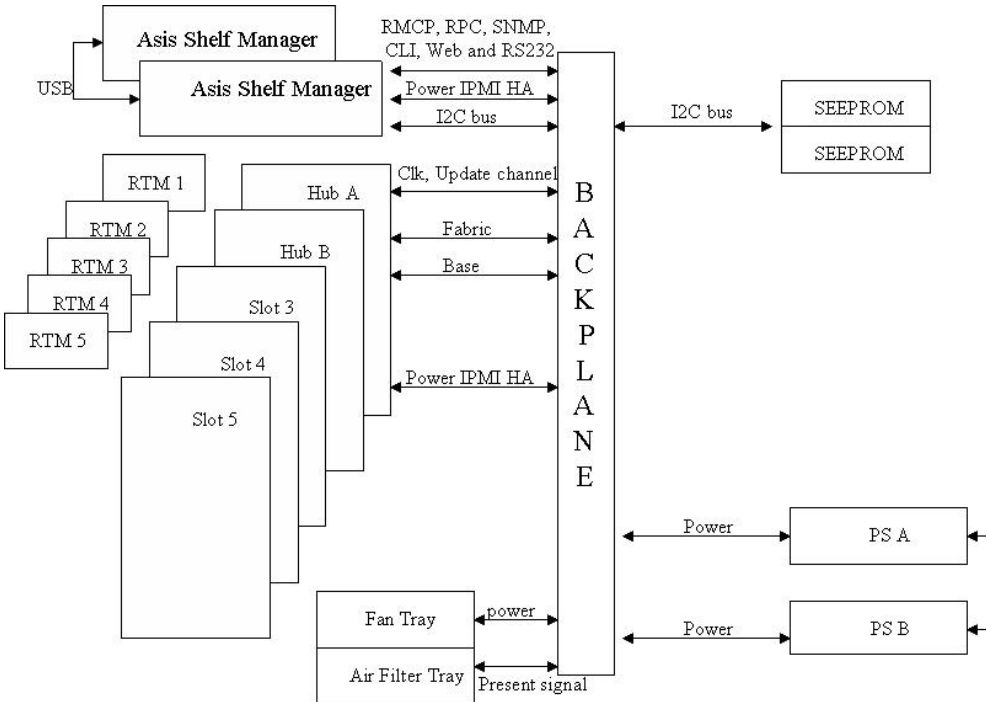 Asis Shelf Manager
Asis Shelf Manager
USB
RMCP, RPC, SNMP,
CLI, Web and RS232
Power IPMI HA
I2C bus
I2C bus
SEEPROM
SEEPROM
RTM 1
RTM 2
RTM 3
RTM 4
RTM 5
Hub A
Hub B
Slot 3
Slot 4
Slot 5
Clk, Update channel
Fabric
Base
Power IPMI HA
BACKPLANE
Power
PS A
Power
PS B
Fan Tray
power
Air Filter Tray
Present signal